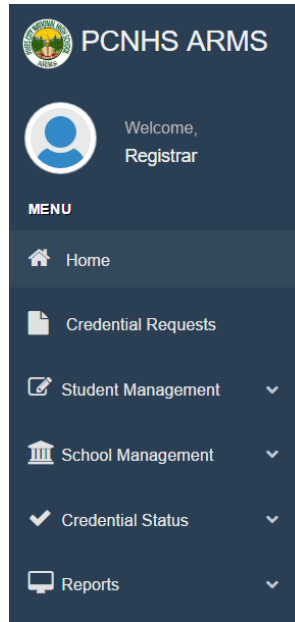 PCNHS ARMS
Welcome,
Registrar
MENU
Home
Credential Requests
Student Management
School Management
Credential Status
Reports